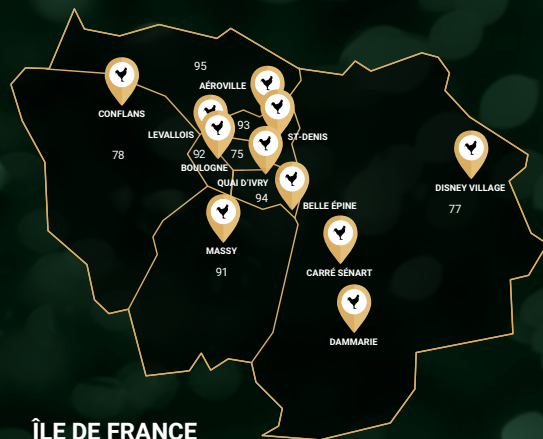 95
AÉROVILLE
CONFLANS
93
LEVALLOIS
ST-DENIS
78
92
75
BOULOGNE
QUAI D'IVRY
DISNEY VILLAGE
94
BELLE ÉPINE
77
MASSY
91
CARRÉ SÉNART
DAMMARIE
ÎLE DE FRANCE